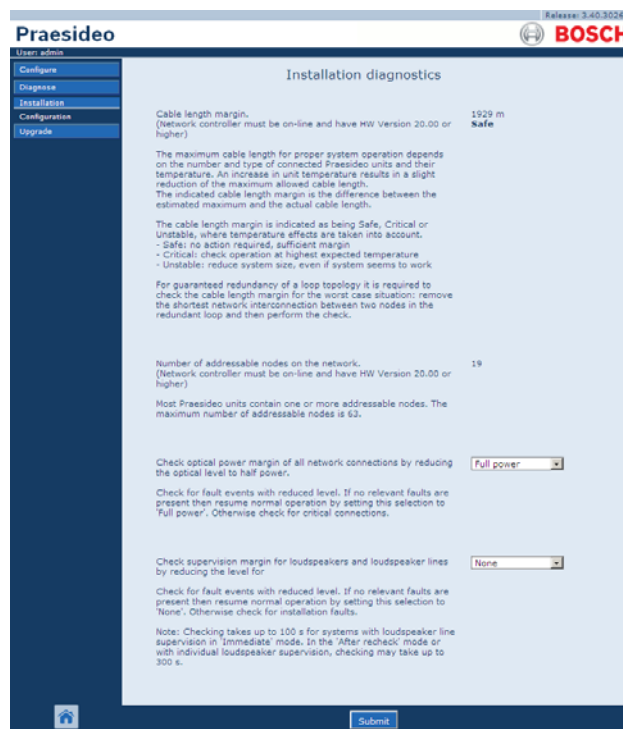 Release: 3.40.3024
Praesideo
BOSCH
User: admin
Configure
Diagnose
Installation
Configuration
Upgrade
Installation diagnostics
Cable length margin. 1929 m
(Network controller must be on-line and have HW Version 20.00 or Safe
higher)
The maximum cable length for proper system operation depends
on the number and type of connected Praesideo units and their
temperature. An increase in unit temperature results in a slight
reduction of the maximum allowed cable length.
The indicated cable length margin is the difference between the
estimated maximum and the actual cable length.
The cable length margin is indicated as being Safe, Critical or
Unstable, where temperature effects are taken into account.
- Safe: no action required, sufficient margin
- Critical: check operation at highest expected temperature
- Unstable: reduce system size, even if system seems to work
For guaranteed redundancy of a loop topology it is required to
check the cable length margin for the worst case situation: remove
the shortest network interconnection between two nodes in the
redundant loop and then perform the check.
Number of addressable nodes on the network. 19
(Network controller must be on-line and have HW Version 20.00 or
higher)
Most Praesideo units contain one or more addressable nodes. The
maximum number of addressable nodes is 63.
Check optical power margin of all network connections by reducing Full power
the optical level to half power.
Check for fault events with reduced level. If no relevant faults are
present then resume normal operation by setting this selection to
'Full power'. Otherwise check for critical connections.
Check supervision margin for loudspeakers and loudspeaker lines None
by reducing the level for
Check for fault events with reduced level. If no relevant faults are
present then resume normal operation by setting this selection to
'None'. Otherwise check for installation faults.
Note: Checking takes up to 100 s for systems with loudspeaker line
supervision in 'Immediate' mode. In the 'After recheck' mode or
with individual loudspeaker supervision, checking may take up to
300 s.
Submit